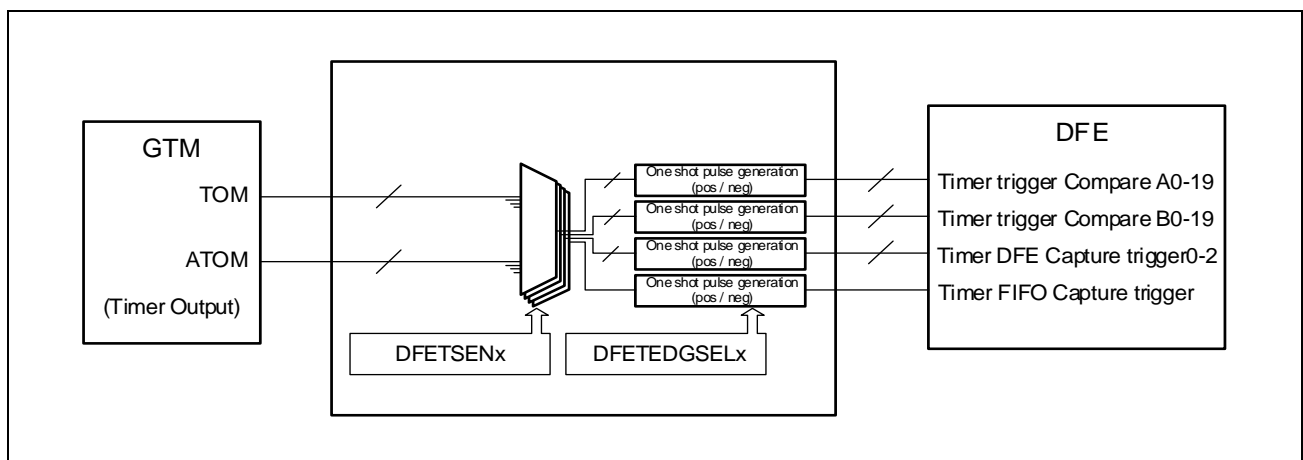 GTM
TOM
ATOM
(Timer Output)
One shot pulse generation
(pos / neg)
One shot pulse generation
(pos / neg)
One shot pulse generation
(pos / neg)
One shot pulse generation
(pos / neg)
DFETSENx
DFETEDGSELx
DFE
Timer trigger Compare A0-19
Timer trigger Compare B0-19
Timer DFE Capture trigger0-2
Timer FIFO Capture trigger